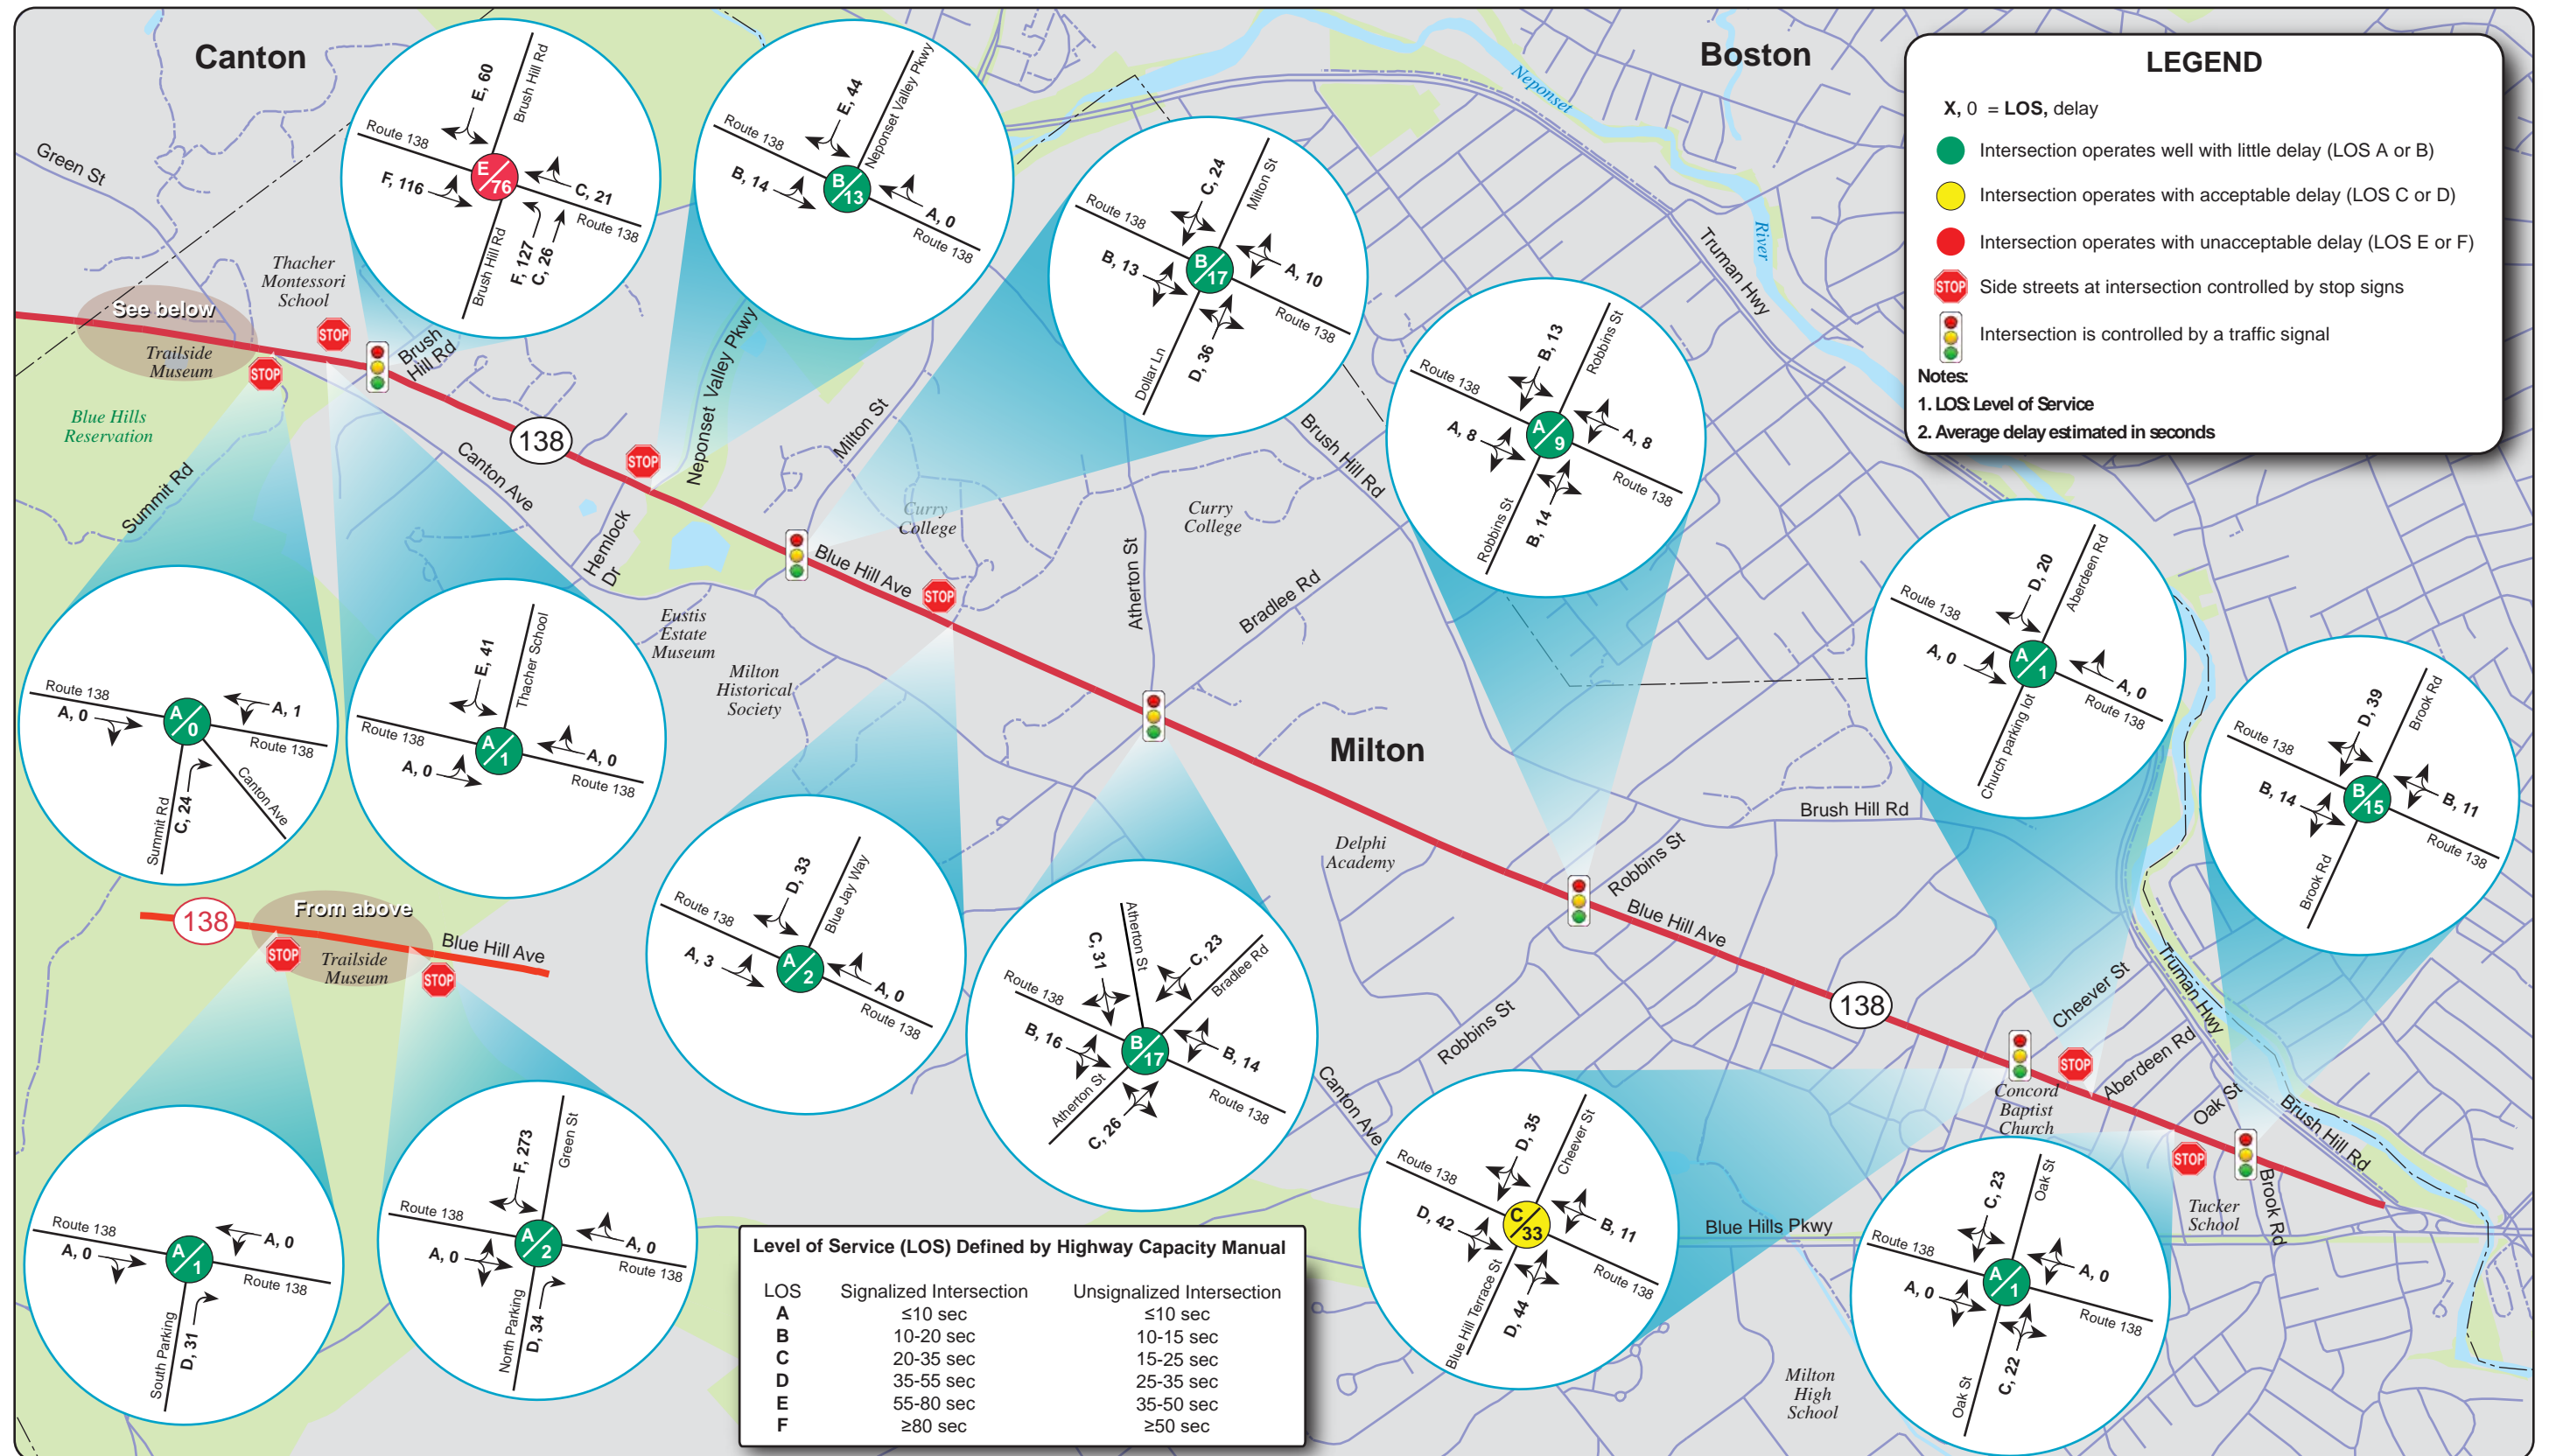 Canton
Boston
Milton
LEGEND
X, 0 = LOS, delay
Intersection operates well with little delay (LOS A or B)
Intersection operates with acceptable delay (LOS C or D)
Intersection operates with unacceptable delay (LOS E or F)
STOP Side streets at intersection controlled by stop signs
Intersection is controlled by a traffic signal
Notes:
1. LOS: Level of Service
2. Average delay estimated in seconds
Green St
See below
Thacher
Montessori
School
STOP
Trailside
Museum
STOP
Blue Hills
Reservation
Summit Rd
Brush
Hill Rd
138
Canton Ave
STOP
Neponset Valley Pkwy
Hemlock
Dr
Milton St
Blue Hill Ave
Curry
College
STOP
Eustis
Estate
Museum
Milton
Historical
Society
Atherton St
Curry
College
Bradlee Rd
Brush Hill Rd
Neponset
River
Truman Hwy
Delphi
Academy
Robbins St
Blue Hill Ave
Brush Hill Rd
Robbins St
Canton Ave
138
Cheever St
STOP
Concord
Baptist
Church
Aberdeen Rd
Truman Hwy
Oak St
Brush Hill Rd
STOP
Tucker
School
Brook Rd
Blue Hills Pkwy
Milton
High
School
E, 60
Brush Hill Rd
Route 138
F, 116
E/76
C, 21
Route 138
F, 127
C, 26
Brush Hill Rd
E, 44
Neponset Valley Pkwy
Route 138
B, 14
B/13
A, 0
Route 138
C, 24
Milton St
Route 138
B, 13
B/17
A, 10
Route 138
Dollar Ln
D, 36
B, 13
Robbins St
Route 138
A, 8
A/9
A, 8
Route 138
Robbins St
B, 14
D, 20
Aberdeen Rd
Route 138
A, 0
A/1
A, 0
Route 138
Church parking lot
D, 39
Brook Rd
Route 138
B, 14
B/15
B, 11
Route 138
Brook Rd
Route 138
A, 0
A/0
A, 1
Route 138
Summit Rd
C, 24
Canton Ave
E, 41
Thacher School
Route 138
A, 0
A/1
A, 0
Route 138
D, 33
Blue Jay Way
Route 138
A, 3
A/2
A, 0
Route 138
C, 31
Atherton St
C, 23
Bradlee Rd
Route 138
B, 16
B/17
B, 14
Route 138
Atherton St
C, 26
D, 35
Cheever St
Route 138
D, 42
C/33
B, 11
Route 138
Blue Hill Terrace St
D, 44
C, 23
Oak St
Route 138
A, 0
A/1
A, 0
Route 138
Oak St
C, 22
138
From above
STOP
Trailside
Museum
Blue Hill Ave
STOP
Route 138
A, 0
A/1
A, 0
Route 138
South Parking
D, 31
F, 273
Green St
Route 138
A, 0
A/2
A, 0
Route 138
North Parking
D, 34
Level of Service (LOS) Defined by Highway Capacity Manual
LOS Signalized Intersection Unsignalized Intersection
A ≤10 sec ≤10 sec
B 10-20 sec 10-15 sec
C 20-35 sec 15-25 sec
D 35-55 sec 25-35 sec
E 55-80 sec 35-50 sec
F ≥80 sec ≥50 sec